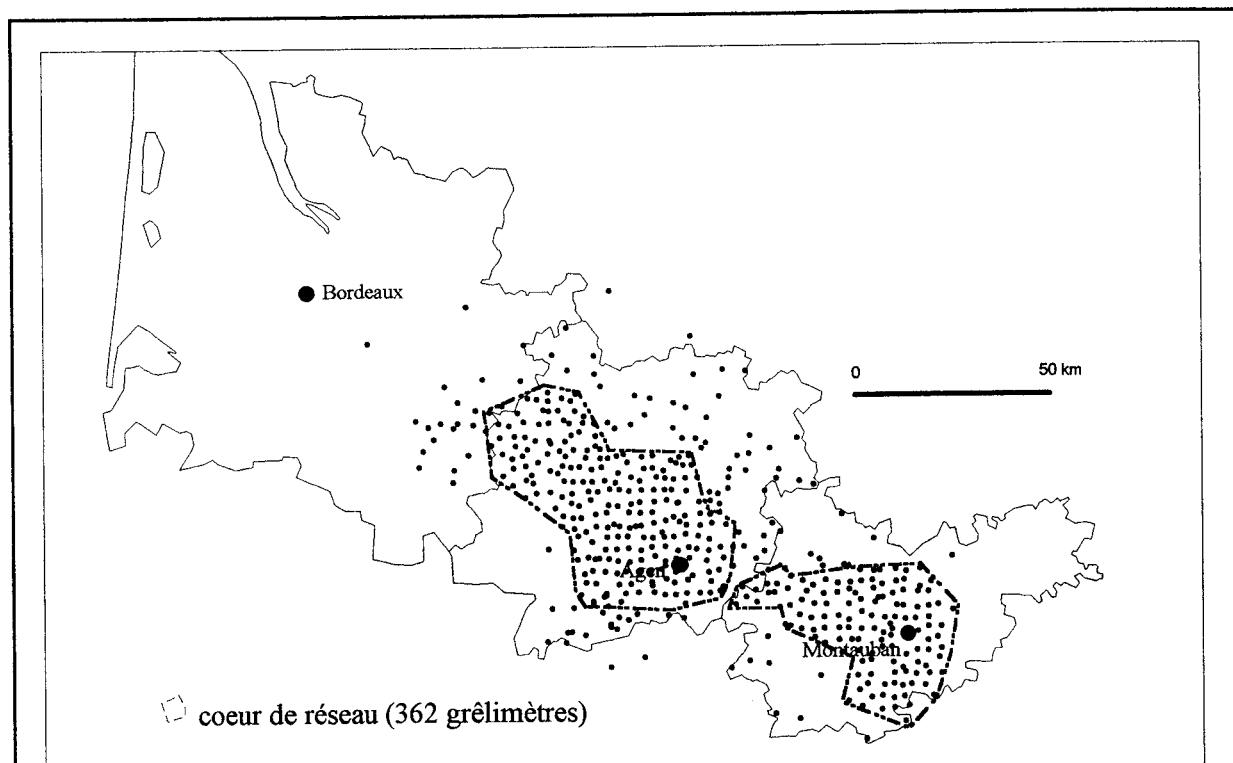 Bordeaux
0 50 km
Agen
Montauban
coeur de réseau (362 grêlimètres)